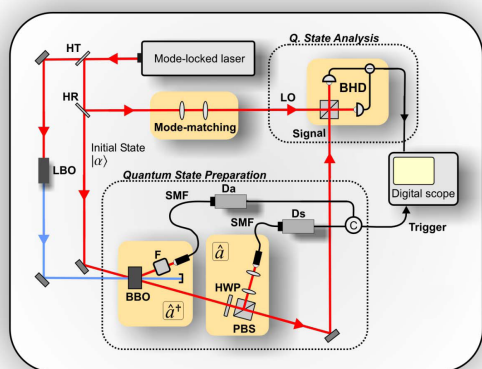 Q. State Analysis
HT
Mode-locked laser
BHD
HR
LO
Mode-matching
Signal
Initial State
|α⟩
LBO
Digital scope
Quantum State Preparation
Da
SMF
Ds
SMF
C
Trigger
F
â
HWP
BBO
PBS
â†